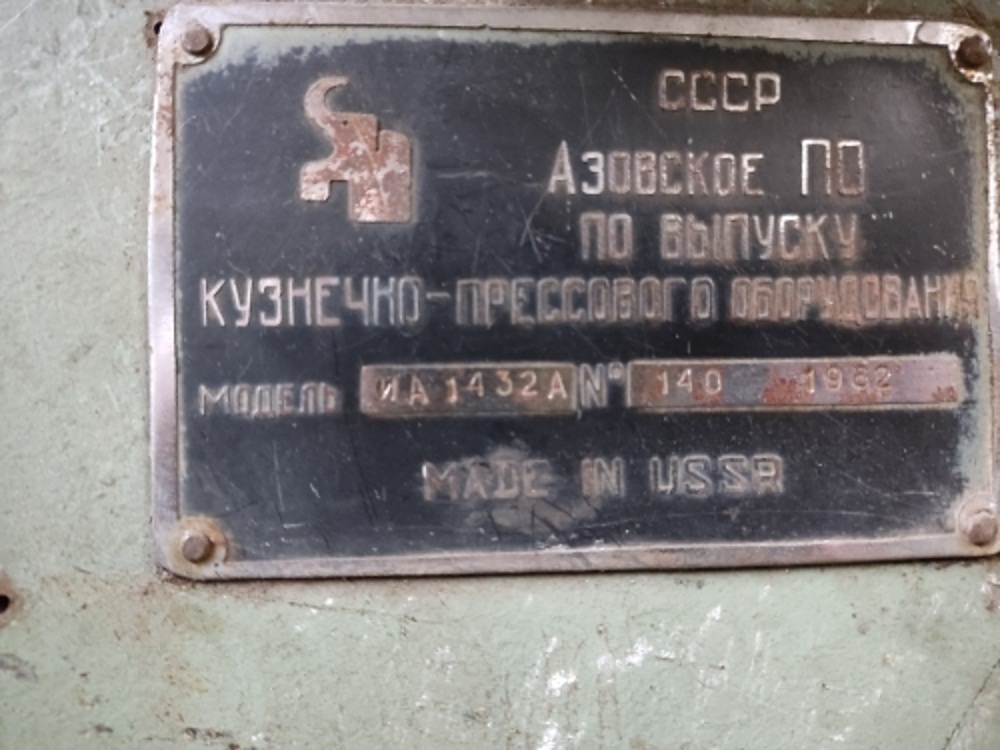 СССР
АЗОВСКОЕ ПО
ПО ВЫПУСКУ
КУЗНЕЧНО-ПРЕССОВОГО ОБОРУДОВАНИЯ
МОДЕЛЬ ИА 1432А № 140 1982
MADE IN USSR